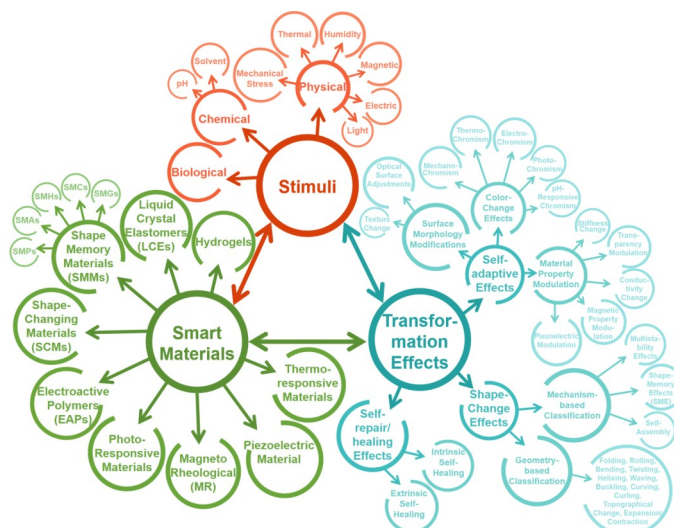 Thermal
Humidity
Solvent
Mechanical
Stress
Physical
Magnetic
pH
Electric
Chemical
Light
Biological
Stimuli
Thermo-
Chromism
Electro-
Chromism
Optical
Surface
Adjustments
Mechano-
Chromism
Photo-
Chromism
Color-
Change
Effects
pH-
Responsive
Chromism
Texture
Change
Surface
Morphology
Modifications
Stiffness
Change
Self-
adaptive
Effects
Material
Property
Modulation
Trans-
parency
Modulation
Conduc-
tivity
Change
Magnetic
Property
Modu-
lation
Piezoelectric
Modulation
SMCs
SMGs
SMHs
SMAs
SMPs
Shape
Memory
Materials
(SMMs)
Liquid
Crystal
Elastomers
(LCEs)
Hydrogels
Shape-
Changing
Materials
(SCMs)
Smart
Materials
Transfor-
mation
Effects
Electroactive
Polymers
(EAPs)
Thermo-
responsive
Materials
Photo-
Responsive
Materials
Magneto
Rheological
(MR)
Piezoelectric
Material
Self-
repair/
healing
Effects
Intrinsic
Self-
Healing
Extrinsic
Self-
Healing
Shape-
Change
Effects
Mechanism-
based
Classification
Multista-
bility
Effects
Shape-
Memory
Effects
(SME)
Self-
Assembly
Geometry-
based
Classification
Folding, Rolling,
Bending, Twisting,
Helixing, Waving,
Buckling, Curving,
Curling,
Topographical
Change, Expansion/
Contraction